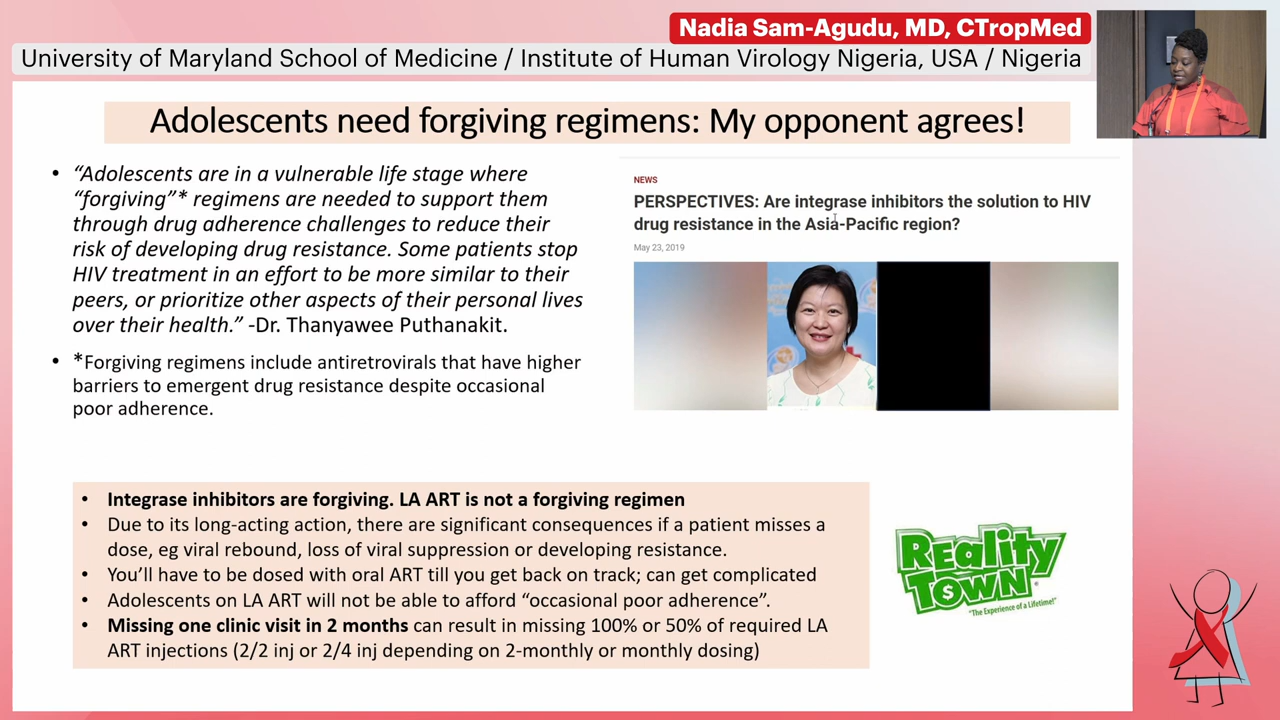 Nadia Sam-Agudu, MD, CTropMed
University of Maryland School of Medicine / Institute of Human Virology Nigeria, USA / Nigeria
Adolescents need forgiving regimens: My opponent agrees!
• “Adolescents are in a vulnerable life stage where
“forgiving”* regimens are needed to support them
through drug adherence challenges to reduce their
risk of developing drug resistance. Some patients stop
HIV treatment in an effort to be more similar to their
peers, or prioritize other aspects of their personal lives
over their health.” -Dr. Thanyawee Puthanakit.
• *Forgiving regimens include antiretrovirals that have higher
barriers to emergent drug resistance despite occasional
poor adherence.
NEWS
PERSPECTIVES: Are integrase inhibitors the solution to HIV
drug resistance in the Asia-Pacific region?
May 23, 2019
• Integrase inhibitors are forgiving. LA ART is not a forgiving regimen
• Due to its long-acting action, there are significant consequences if a patient misses a
dose, eg viral rebound, loss of viral suppression or developing resistance.
• You’ll have to be dosed with oral ART till you get back on track; can get complicated
• Adolescents on LA ART will not be able to afford “occasional poor adherence”.
• Missing one clinic visit in 2 months can result in missing 100% or 50% of required LA
ART injections (2/2 inj or 2/4 inj depending on 2-monthly or monthly dosing)
Reality
TOWN
"The Experience of a Lifetime!"